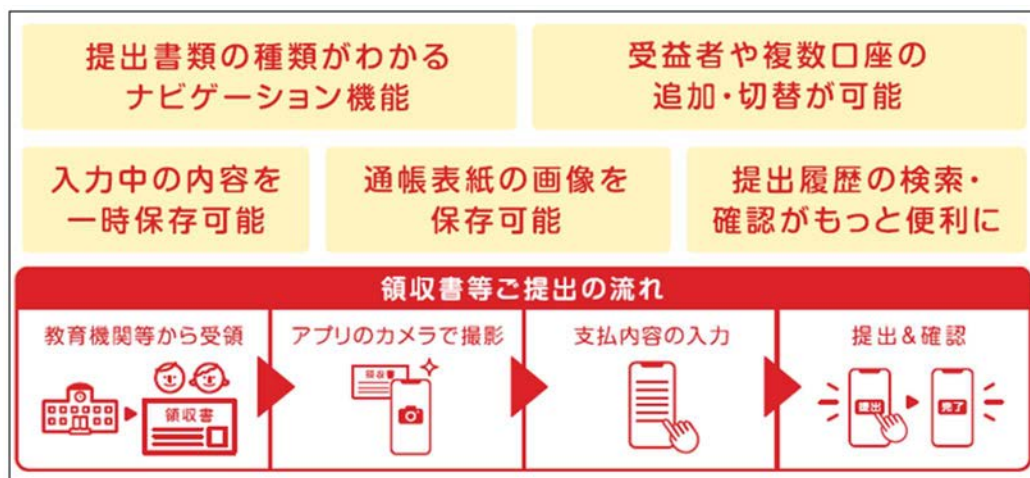 提出書類の種類がわかる
ナビゲーション機能
受益者や複数口座の
追加・切替が可能
入力中の内容を
一時保存可能
通帳表紙の画像を
保存可能
提出履歴の検索・
確認がもっと便利に
領収書等ご提出の流れ
教育機関等から受領
領収書
アプリのカメラで撮影
領収書
支払内容の入力
提出&確認
提出
完了